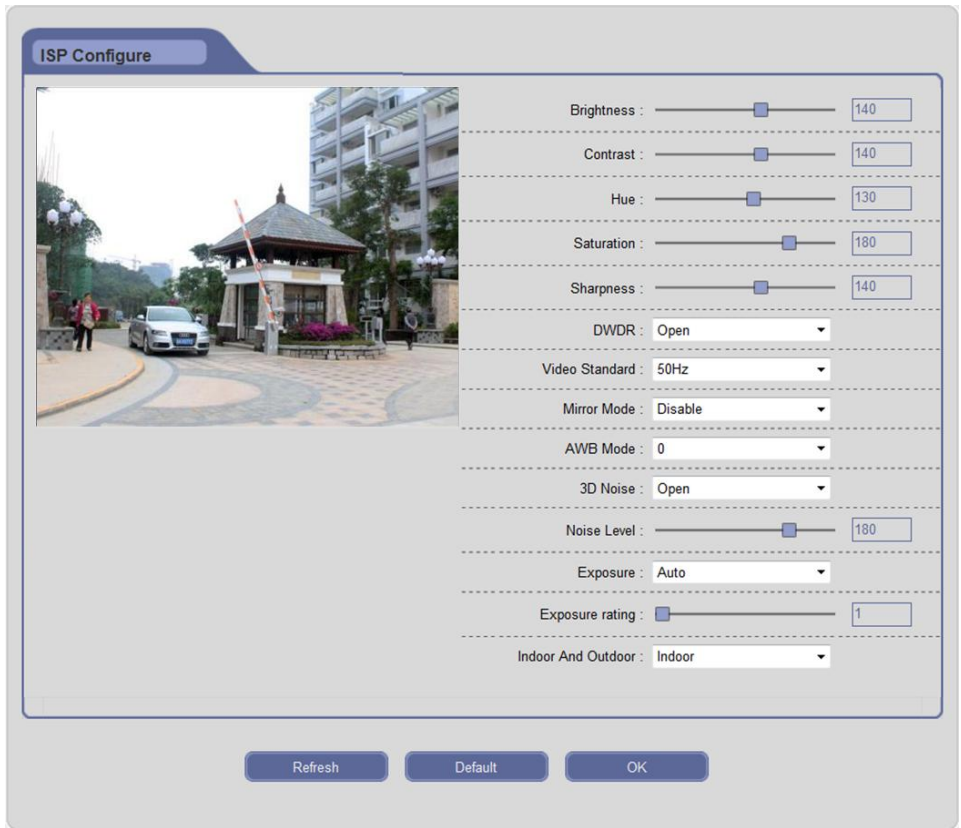 ISP Configure
Brightness : 140
Contrast : 140
Hue : 130
Saturation : 180
Sharpness : 140
DWDR : Open
Video Standard : 50Hz
Mirror Mode : Disable
AWB Mode : 0
3D Noise : Open
Noise Level : 180
Exposure : Auto
Exposure rating : 1
Indoor And Outdoor : Indoor
Refresh Default OK